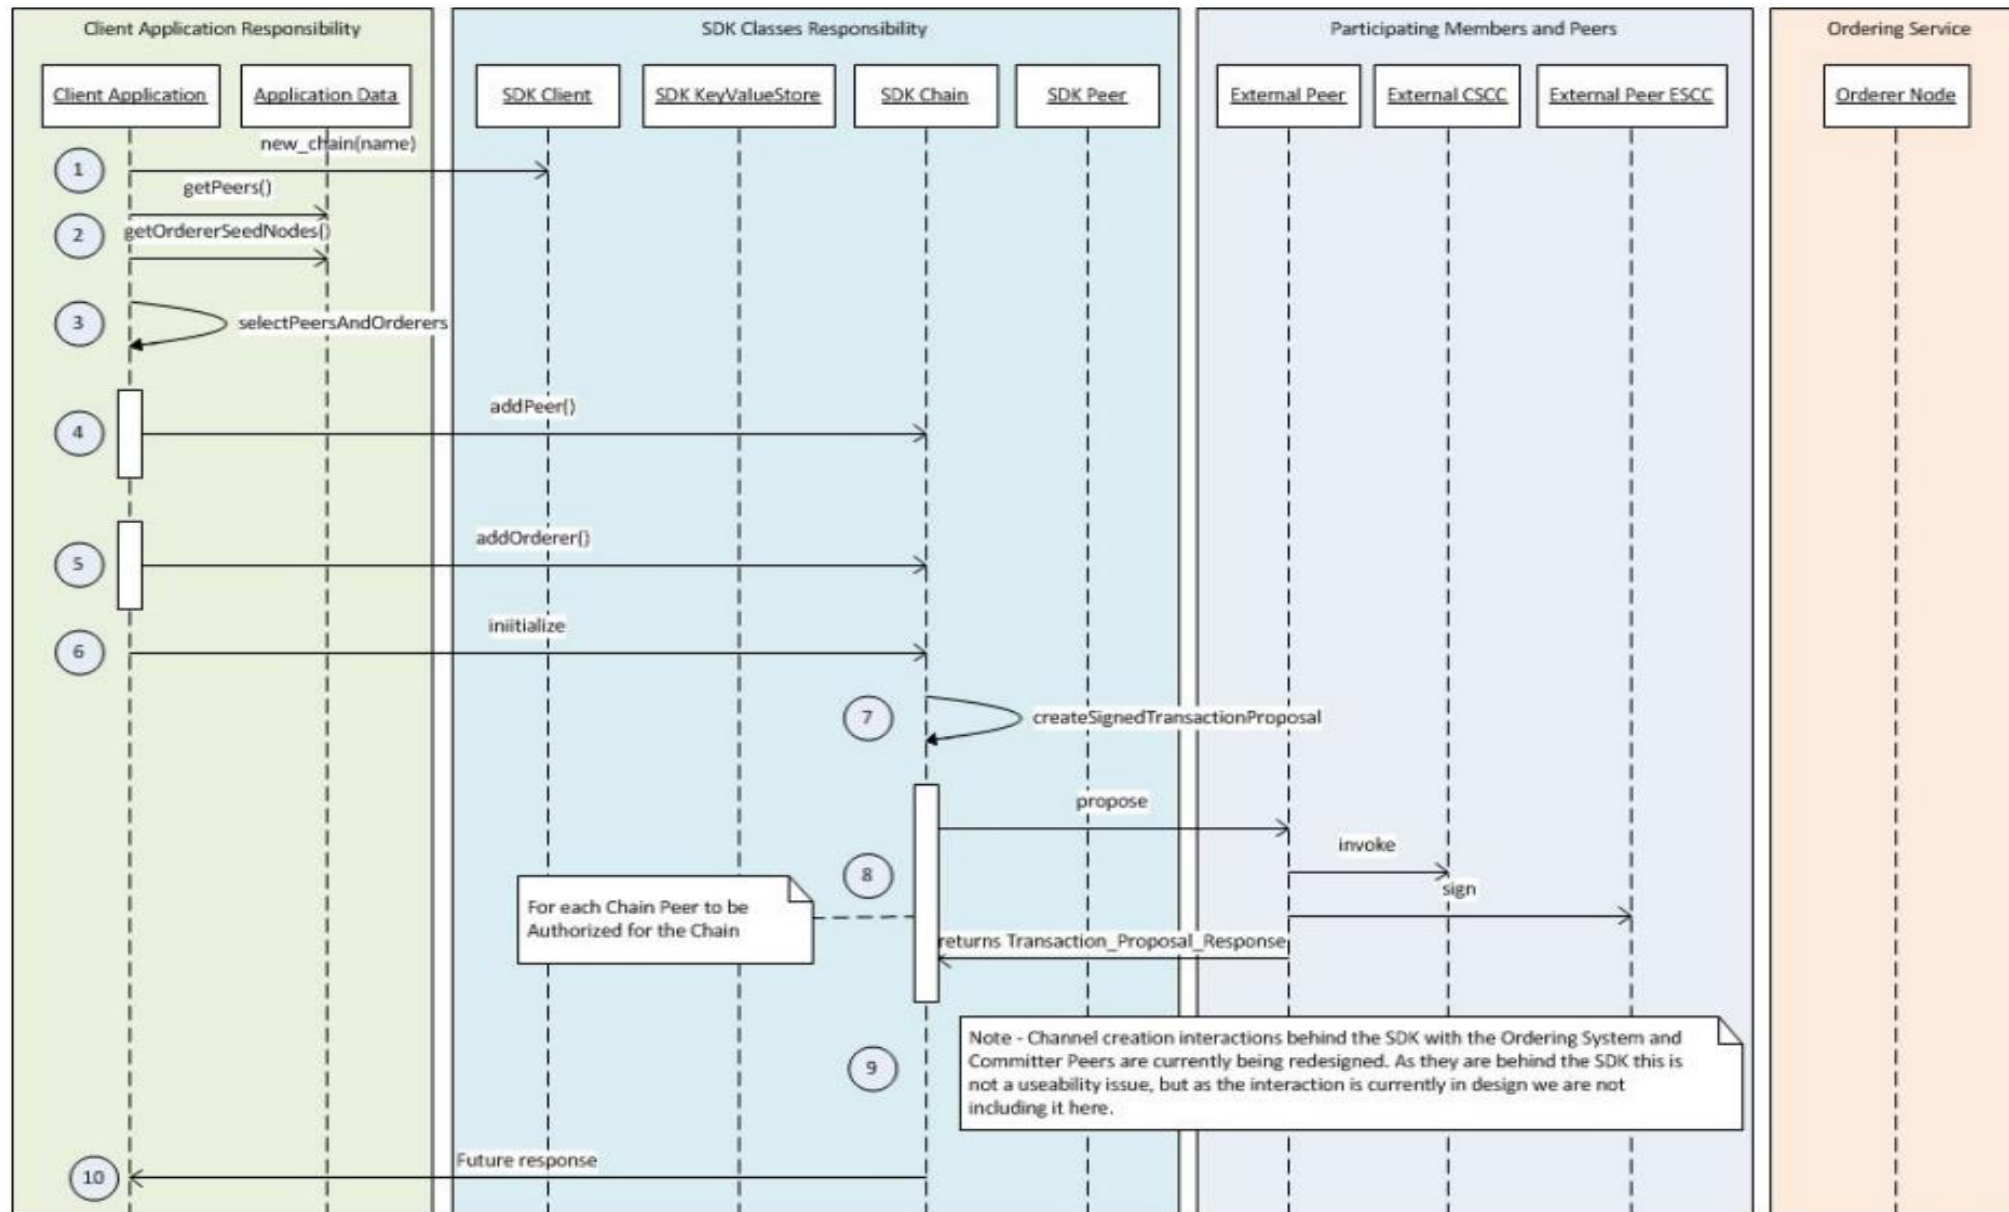 Client Application Responsibility
SDK Classes Responsibility
Participating Members and Peers
Ordering Service
Client Application
Application Data
SDK Client
SDK KeyValueStore
SDK Chain
SDK Peer
External Peer
External CSCC
External Peer ESCC
Orderer Node
new_chain(name)
1
getPeers()
2
getOrdererSeedNodes()
3
selectPeersAndOrderers
addPeer()
4
addOrderer()
5
iniitialize
6
7
createSignedTransactionProposal
propose
invoke
8
sign
For each Chain Peer to be
Authorized for the Chain
returns Transaction_Proposal_Response
9
Note - Channel creation interactions behind the SDK with the Ordering System and
Committer Peers are currently being redesigned. As they are behind the SDK this is
not a useability issue, but as the interaction is currently in design we are not
including it here.
Future response
10